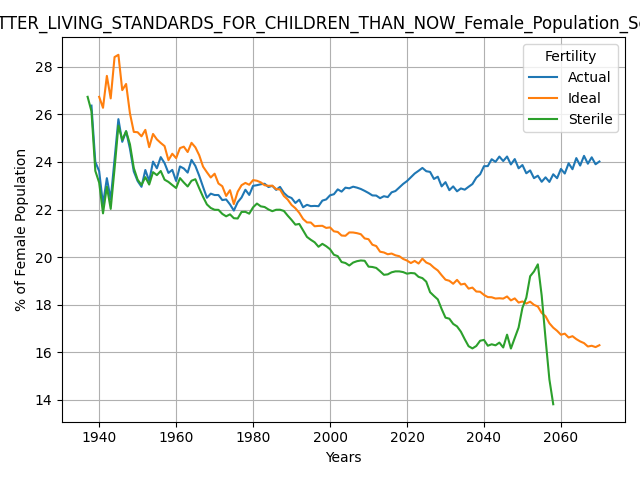 TTER_LIVING_STANDARDS_FOR_CHILDREN_THAN_NOW_Female_Population_S
Fertility
Actual
Ideal
Sterile
28
26
24
22
20
18
16
14
% of Female Population
1940 1960 1980 2000 2020 2040 2060
Years